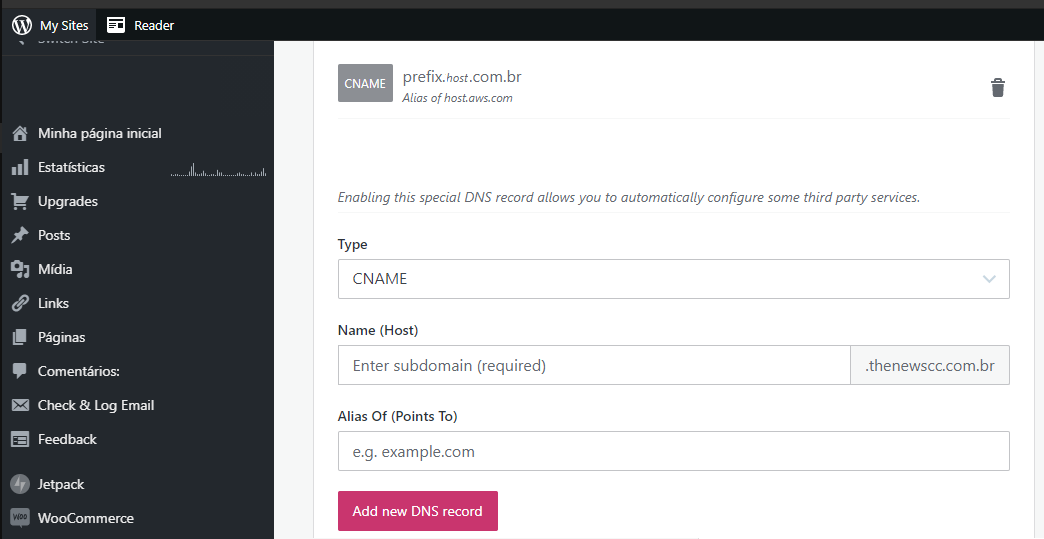 My Sites
Reader
Switch Site
Minha página inicial
Estatísticas
Upgrades
Posts
Mídia
Links
Páginas
Comentários:
Check & Log Email
Feedback
Jetpack
WooCommerce
CNAME
prefix.host.com.br
Alias of host.aws.com
Enabling this special DNS record allows you to automatically configure some third party services.
Type
CNAME
Name (Host)
Enter subdomain (required)
.thenewscc.com.br
Alias Of (Points To)
e.g. example.com
Add new DNS record